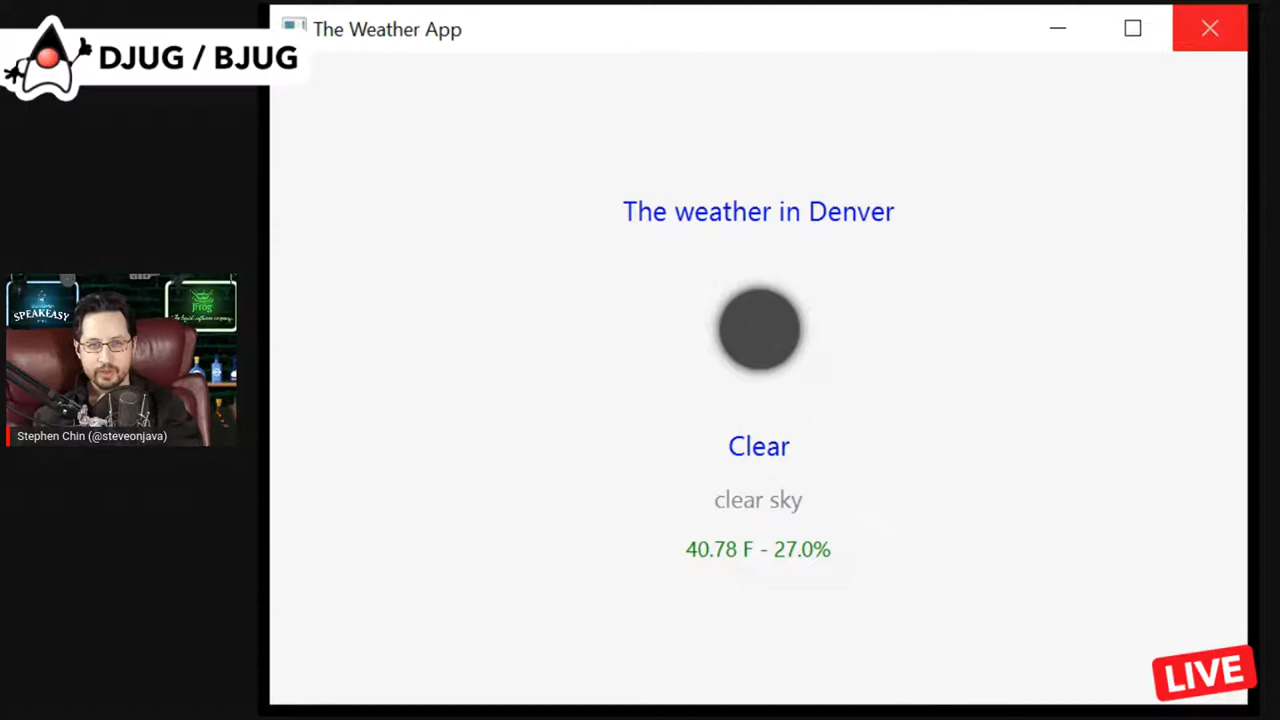 The Weather App
DJUG / BJUG
The weather in Denver
Clear
clear sky
40.78 F - 27.0%
SPEAKEASY
JFrog
Stephen Chin (@steveonjava)
LIVE